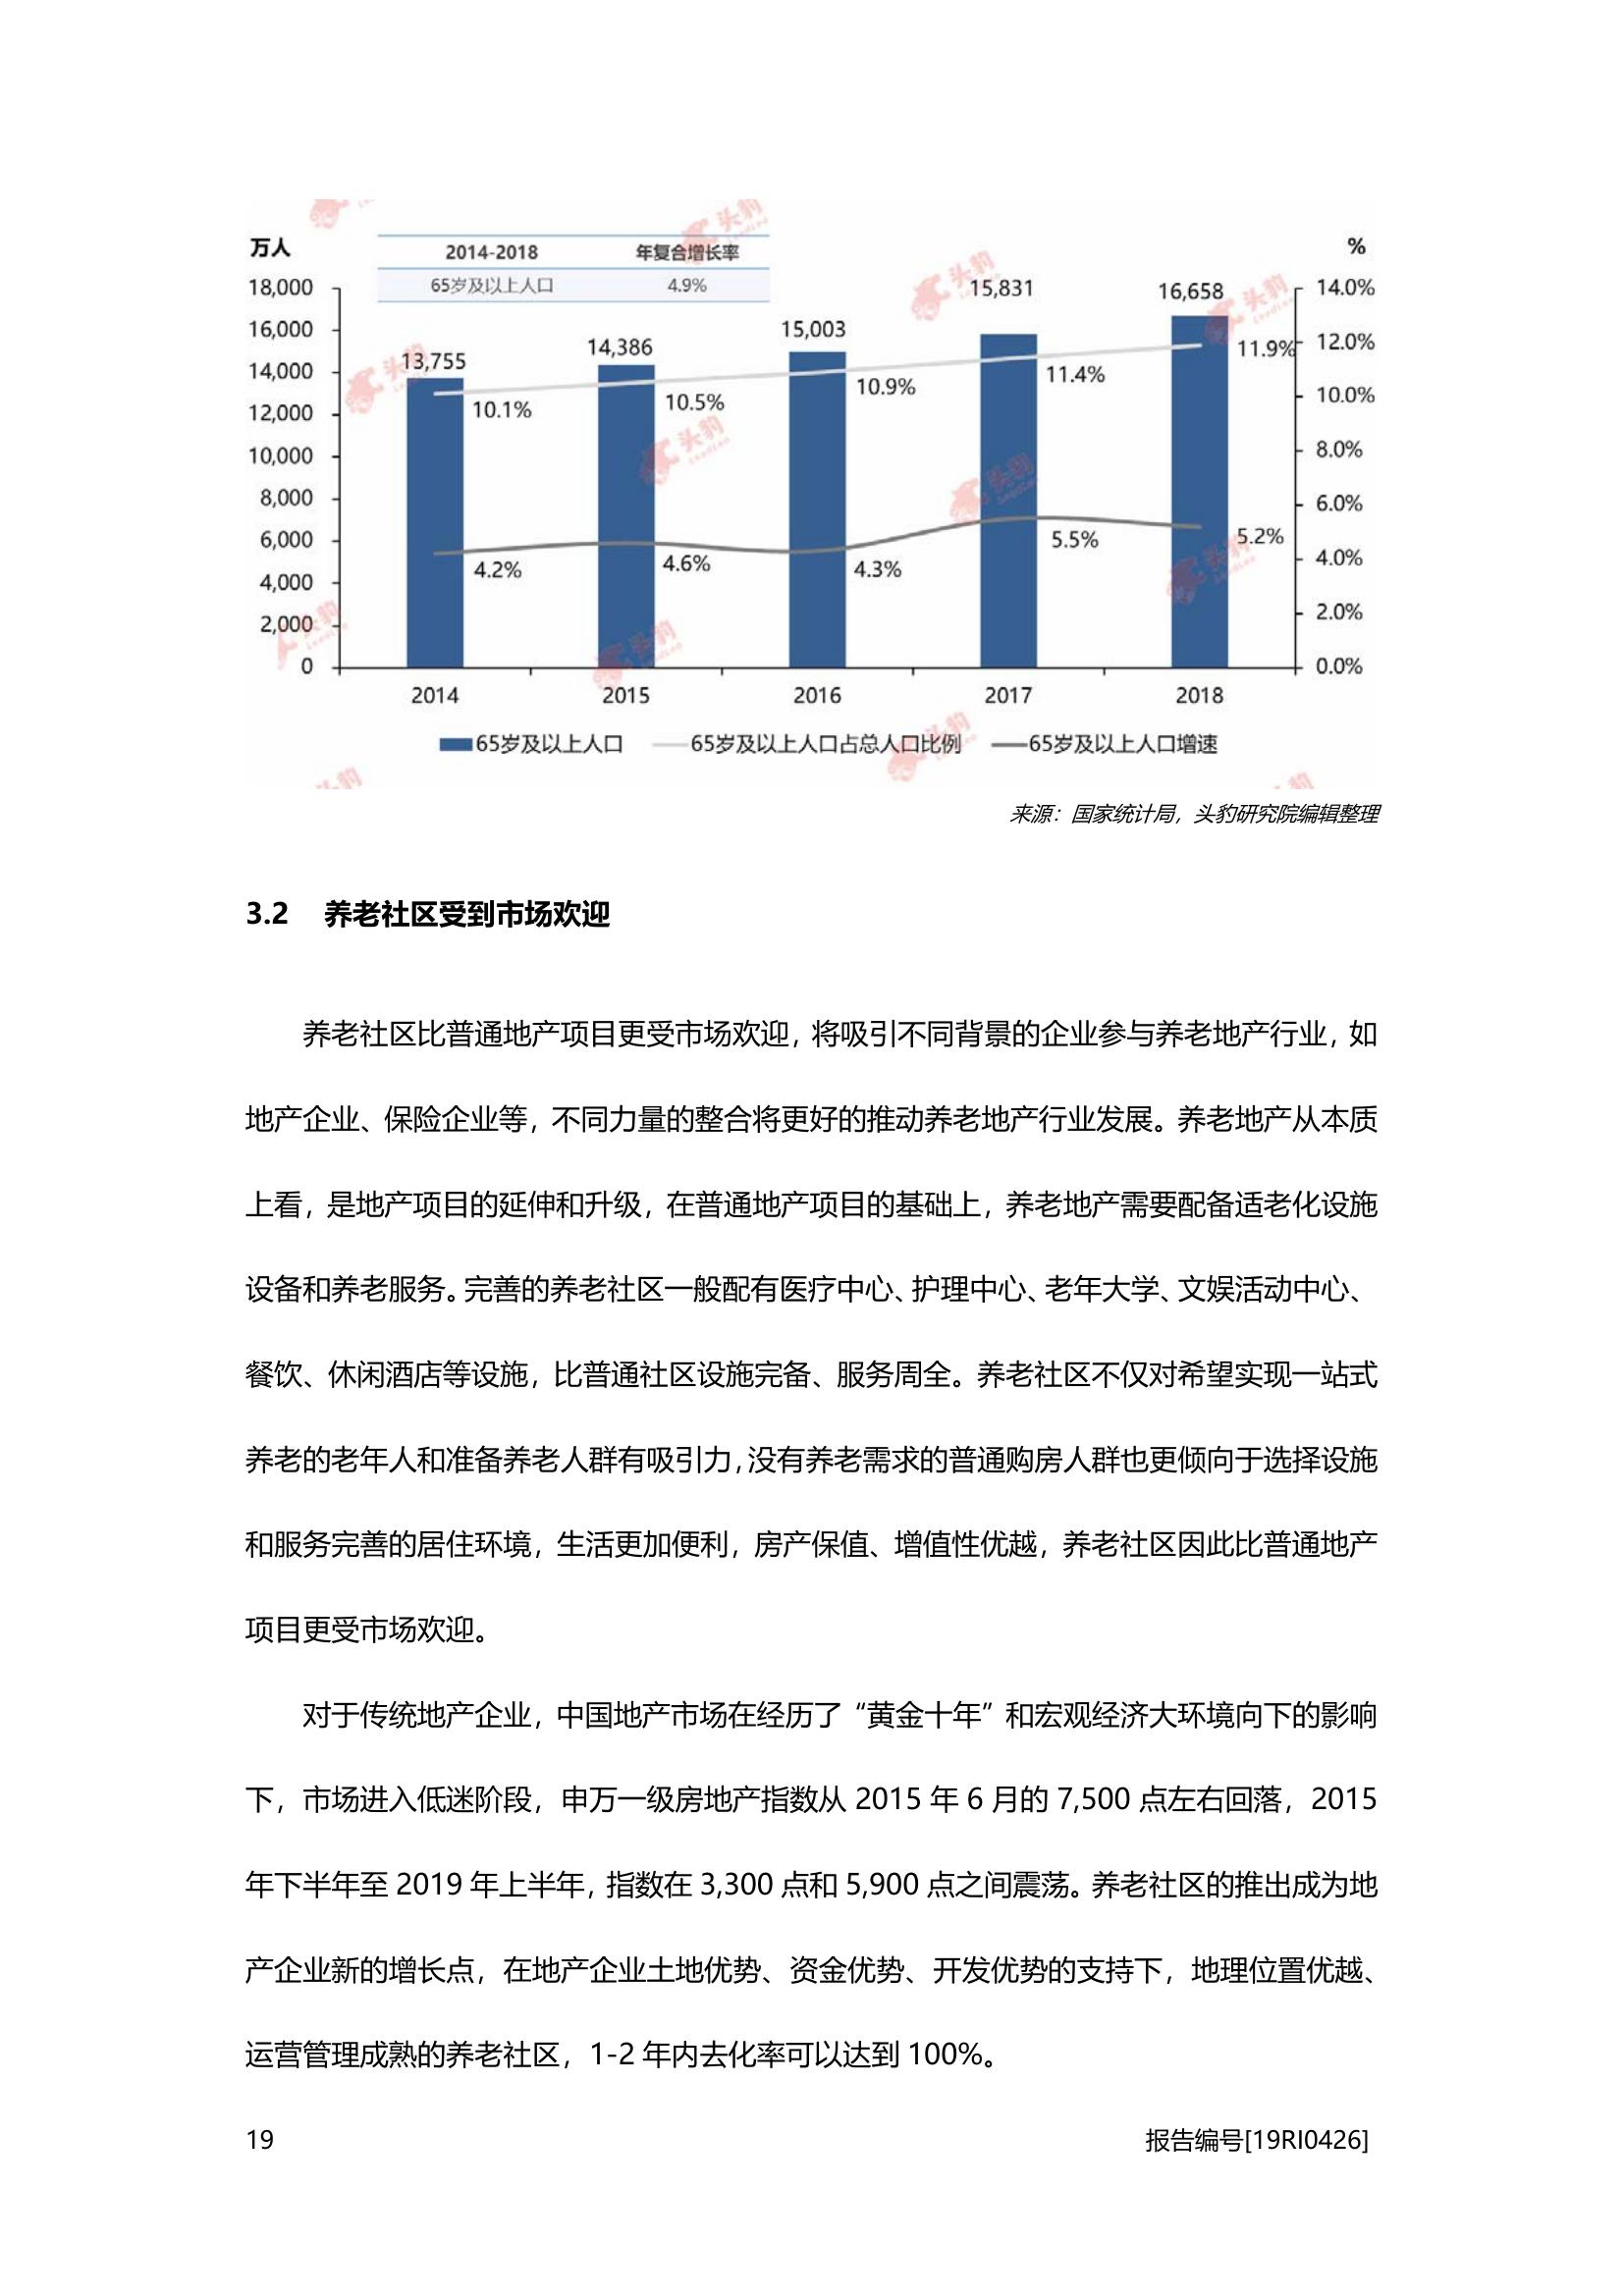 万人
%
2014-2018 年复合增长率
65岁及以上人口 4.9%
18,000
16,000
14,000
12,000
10,000
8,000
6,000
4,000
2,000
0
14.0%
12.0%
10.0%
8.0%
6.0%
4.0%
2.0%
0.0%
13,755
14,386
15,003
15,831
16,658
10.1%
10.5%
10.9%
11.4%
11.9%
4.2%
4.6%
4.3%
5.5%
5.2%
2014 2015 2016 2017 2018
65岁及以上人口 65岁及以上人口占总人口比例 65岁及以上人口增速
头豹
LeadLeo
来源：国家统计局，头豹研究院编辑整理
3.2 养老社区受到市场欢迎
养老社区比普通地产项目更受市场欢迎，将吸引不同背景的企业参与养老地产行业，如
地产企业、保险企业等，不同力量的整合将更好的推动养老地产行业发展。养老地产从本质
上看，是地产项目的延伸和升级，在普通地产项目的基础上，养老地产需要配备适老化设施
设备和养老服务。完善的养老社区一般配有医疗中心、护理中心、老年大学、文娱活动中心、
餐饮、休闲酒店等设施，比普通社区设施完备、服务周全。养老社区不仅对希望实现一站式
养老的老年人和准备养老人群有吸引力，没有养老需求的普通购房人群也更倾向于选择设施
和服务完善的居住环境，生活更加便利，房产保值、增值性优越，养老社区因此比普通地产
项目更受市场欢迎。
对于传统地产企业，中国地产市场在经历了“黄金十年”和宏观经济大环境向下的影响
下，市场进入低迷阶段，申万一级房地产指数从 2015 年 6 月的 7,500 点左右回落，2015
年下半年至 2019 年上半年，指数在 3,300 点和 5,900 点之间震荡。养老社区的推出成为地
产企业新的增长点，在地产企业土地优势、资金优势、开发优势的支持下，地理位置优越、
运营管理成熟的养老社区，1-2 年内去化率可以达到 100%。
19 报告编号[19RI0426]